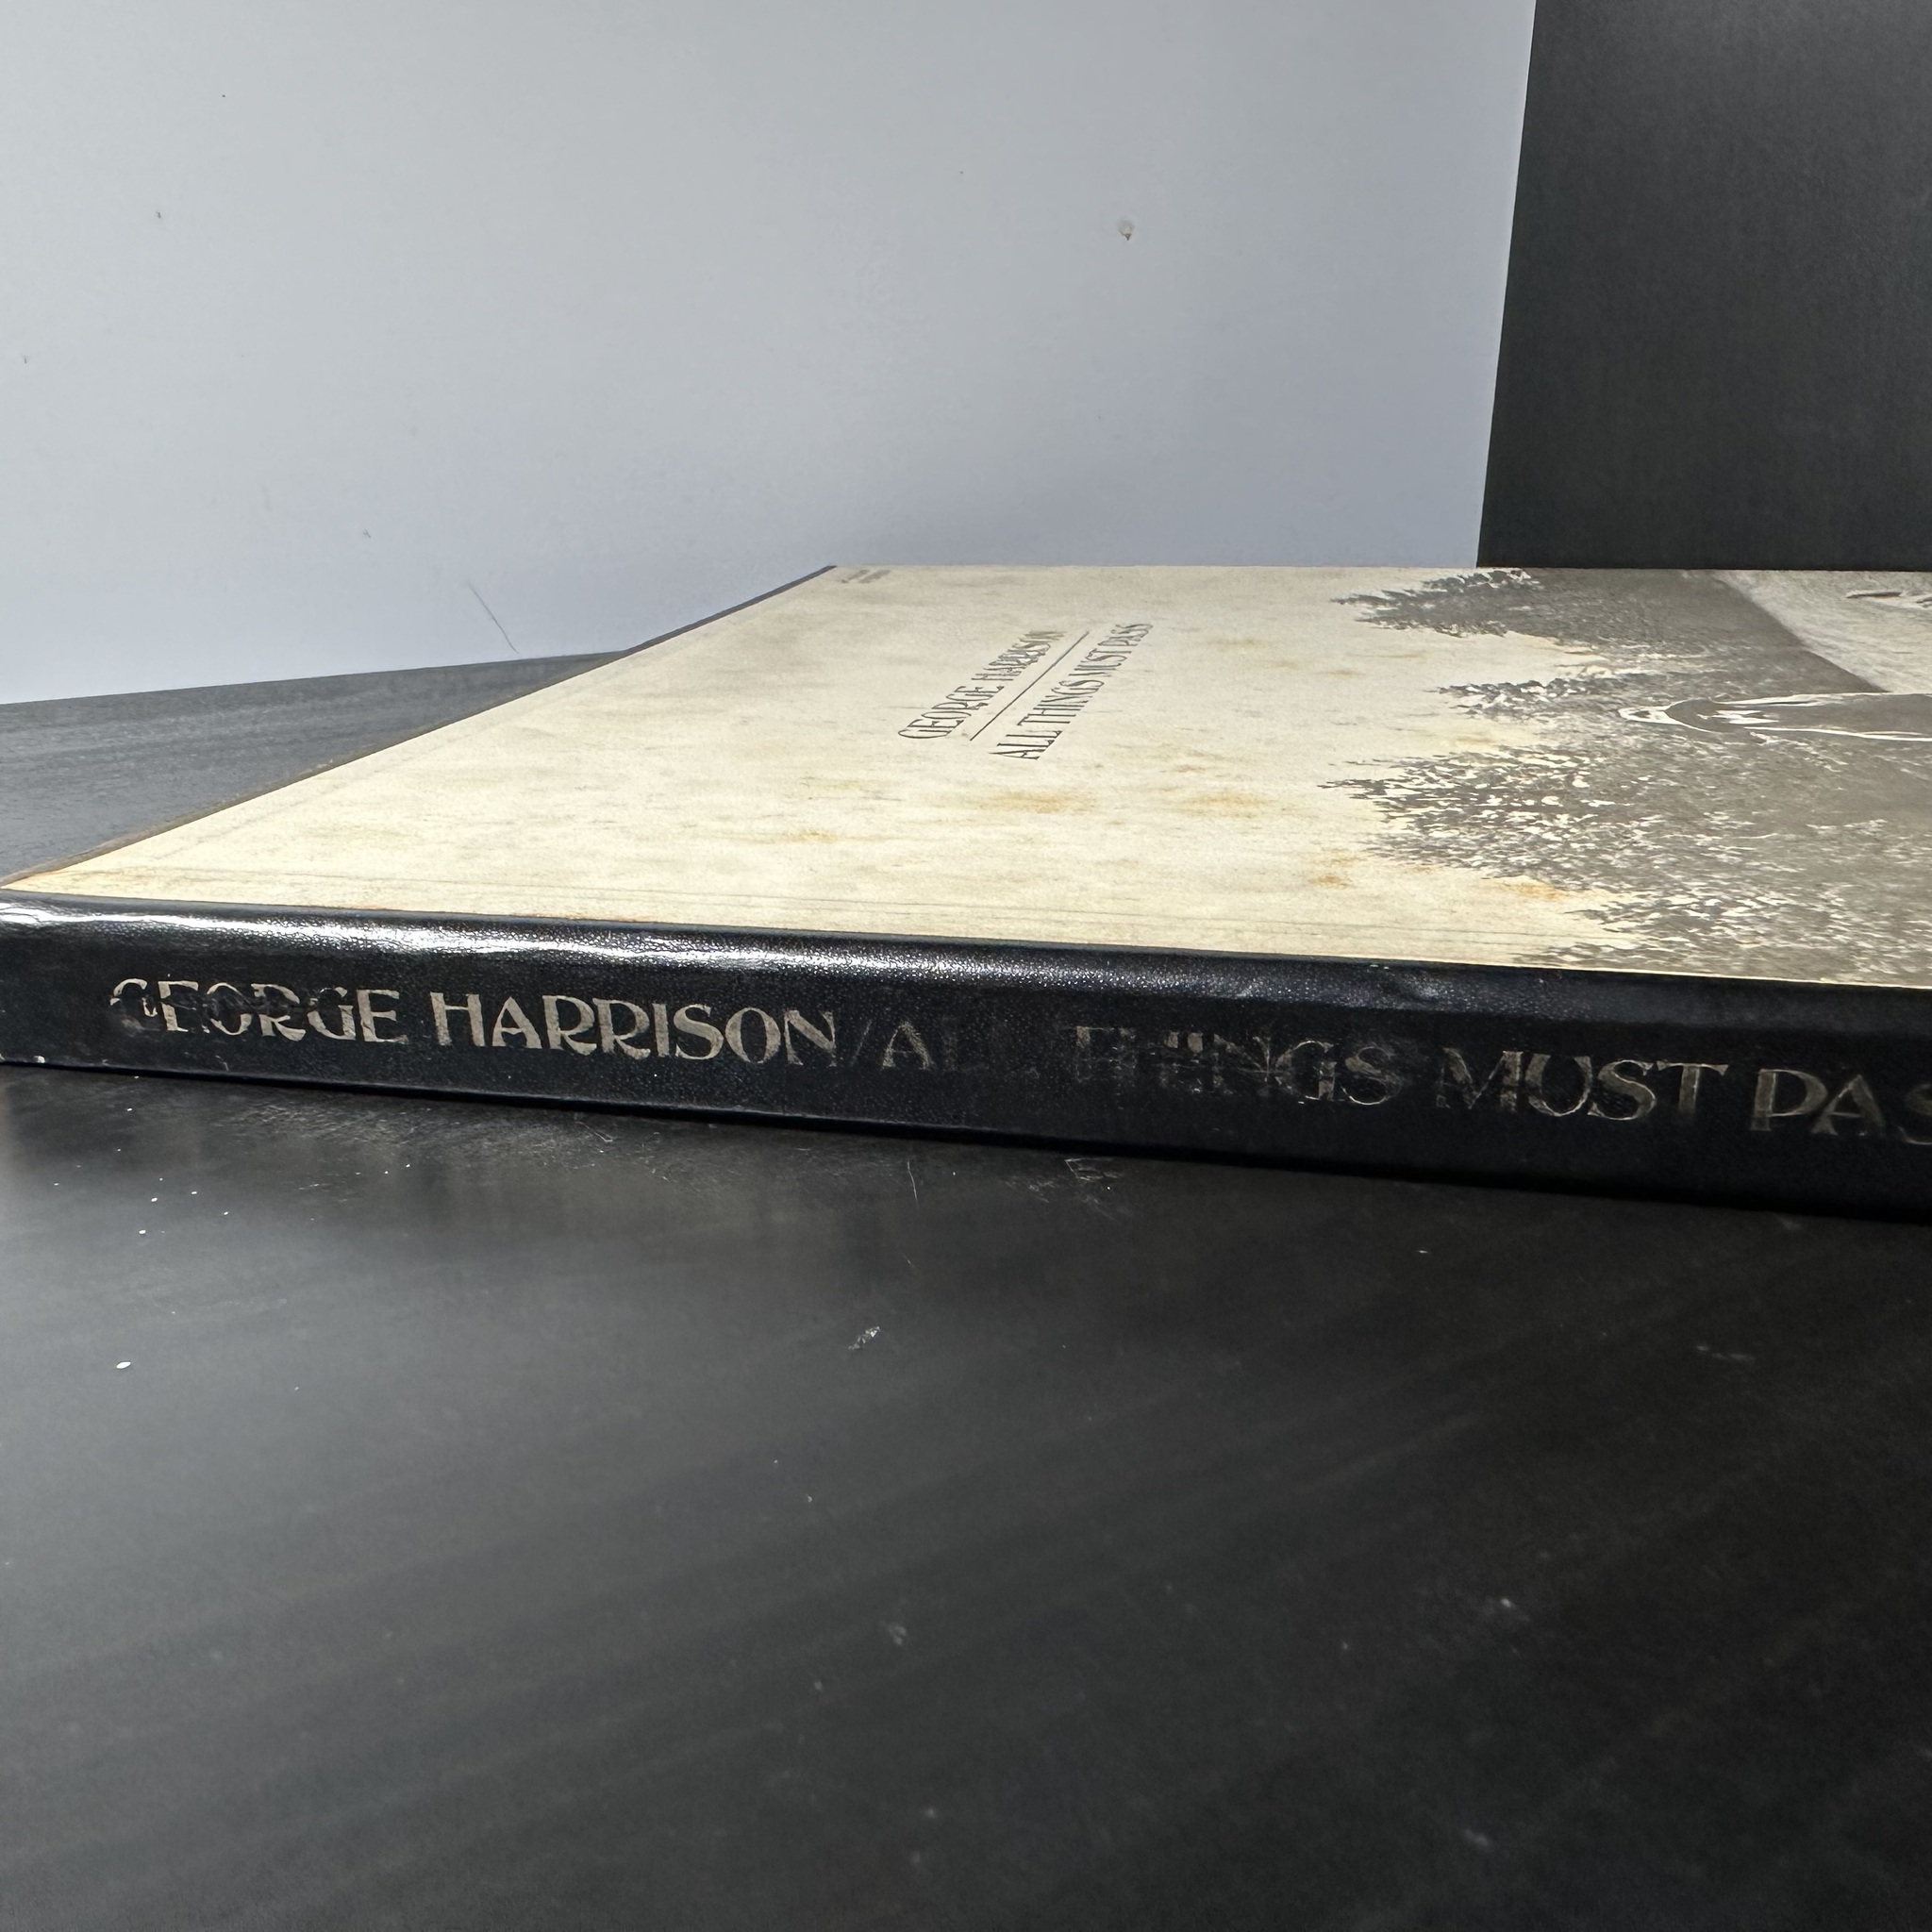 GEORGE HARRISON
ALL THINGS MUST PASS
GEORGE HARRISON/ALL THINGS MUST PAS